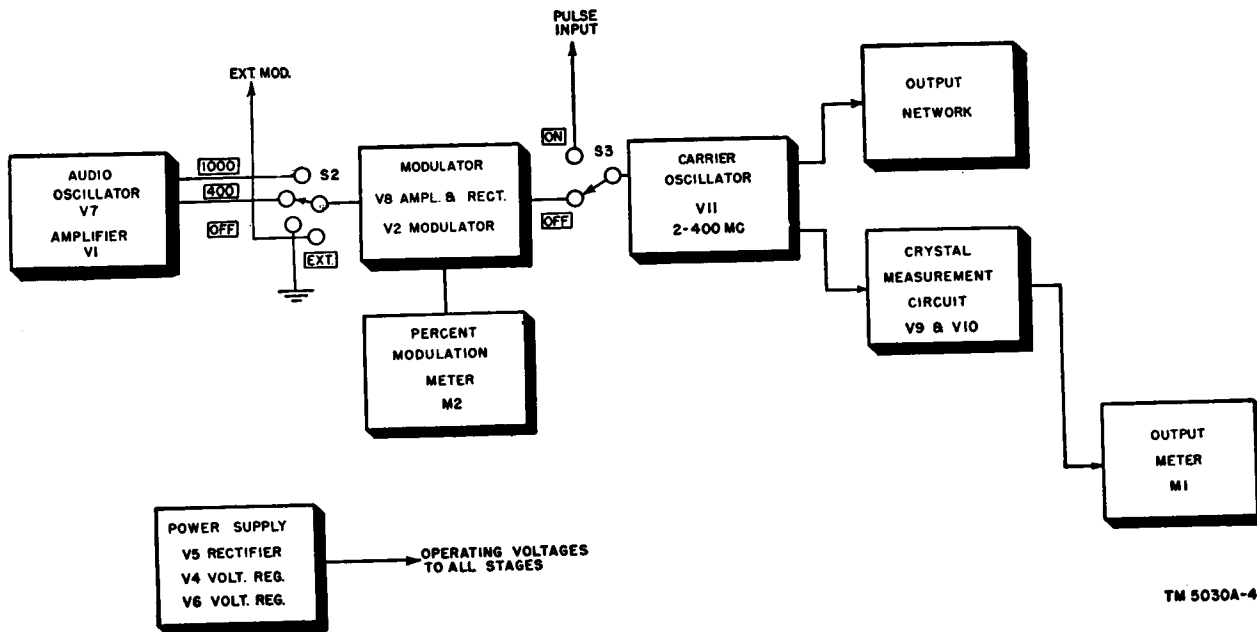 PULSE
INPUT
EXT. MOD.
OUTPUT
NETWORK
ON
S3
1000
S2
400
OFF
EXT.
OFF
AUDIO
OSCILLATOR
V7
AMPLIFIER
V1
MODULATOR
V8 AMPL. & RECT.
V2 MODULATOR
CARRIER
OSCILLATOR
V11
2-400 MC
CRYSTAL
MEASUREMENT
CIRCUIT
V9 & V10
PERCENT
MODULATION
METER
M2
OUTPUT
METER
M1
POWER SUPPLY
V5 RECTIFIER
V4 VOLT. REG.
V6 VOLT. REG.
OPERATING VOLTAGES
TO ALL STAGES
TM 5030A-4